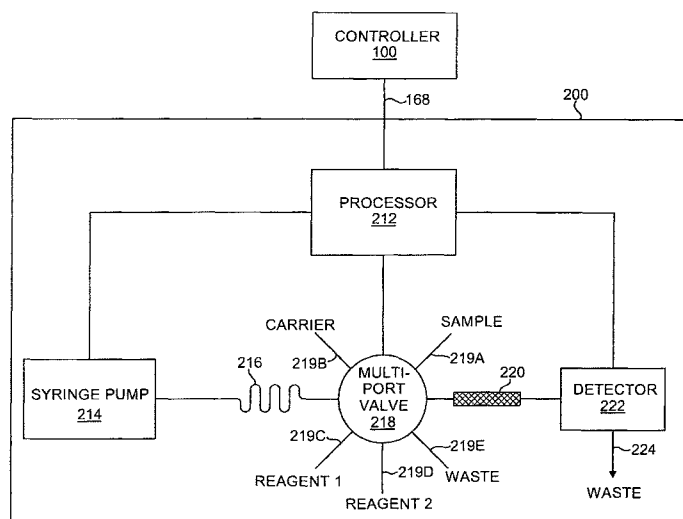 CONTROLLER
100
168
200
PROCESSOR
212
CARRIER
SAMPLE
219B
219A
216
220
SYRINGE PUMP
214
MULTI-
PORT
VALVE
218
DETECTOR
222
219C
219D
219E
224
REAGENT 1
REAGENT 2
WASTE
WASTE